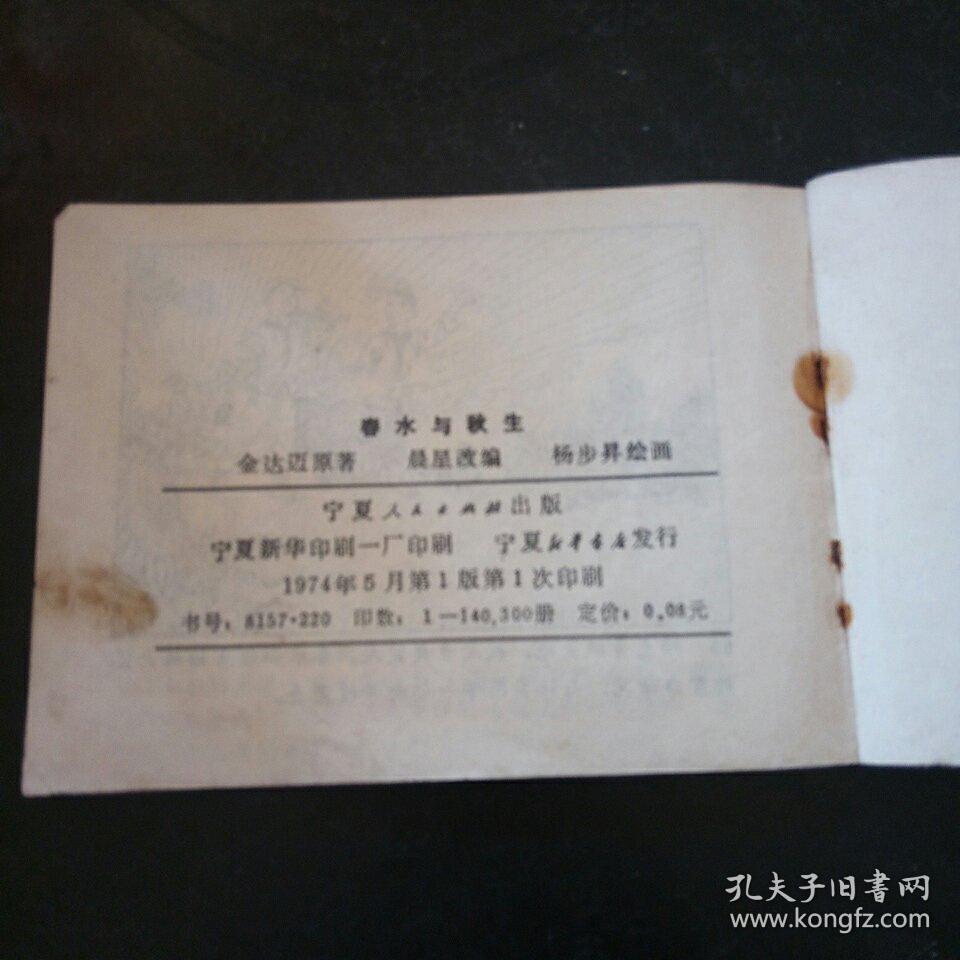 春水与秋生
金达迈原著 晨星改编 杨步昇绘画
宁夏人民出版社出版
宁夏新华印刷一厂印刷 宁夏新华书店发行
1974年5月第1版第1次印刷
书号：8157·220 印数：1—140,300册 定价：0.08元
孔夫子旧書网
www.kongfz.com